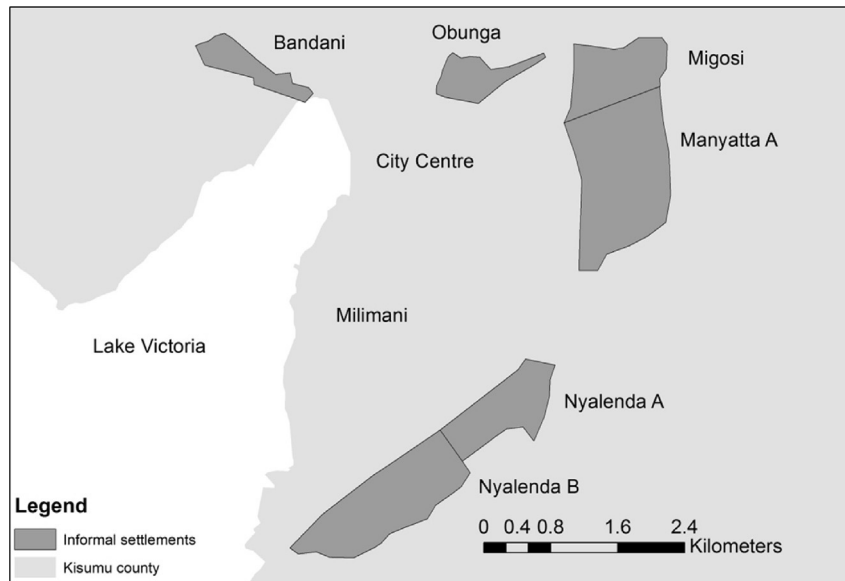 Bandani
Obunga
Migosi
Manyatta A
City Centre
Milimani
Lake Victoria
Nyalenda A
Nyalenda B
Legend
Informal settlements
Kisumu county
0 0.4 0.8 1.6 2.4
Kilometers